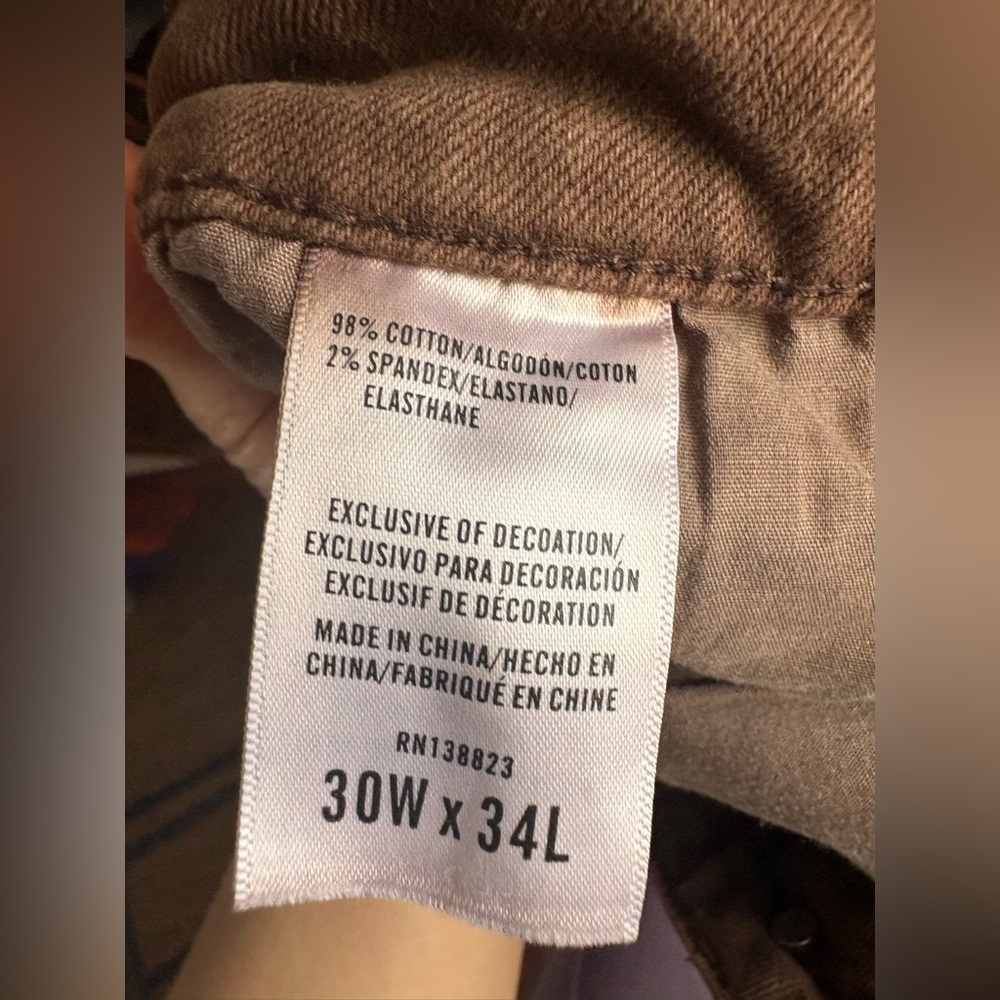 98% COTTON/ALGODÓN/COTON
2% SPANDEX/ELASTANO/
ELASTHANE
EXCLUSIVE OF DECOATION/
EXCLUSIVO PARA DECORACIÓN
EXCLUSIF DE DÉCORATION
MADE IN CHINA/HECHO EN
CHINA/FABRIQUÉ EN CHINE
RN138823
30W x 34L